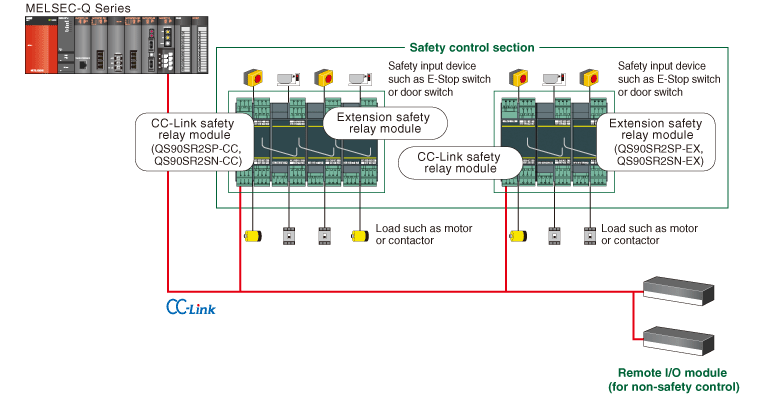 MELSEC-Q Series
Safety control section
Safety input device
such as E-Stop switch
or door switch
Safety input device
such as E-Stop switch
or door switch
CC-Link safety
relay module
(QS90SR2SP-CC,
QS90SR2SN-CC)
Extension safety
relay module
CC-Link safety
relay module
Extension safety
relay module
(QS90SR2SP-EX,
QS90SR2SN-EX)
Load such as motor
or contactor
Load such as motor
or contactor
CC-Link
Remote I/O module
(for non-safety control)